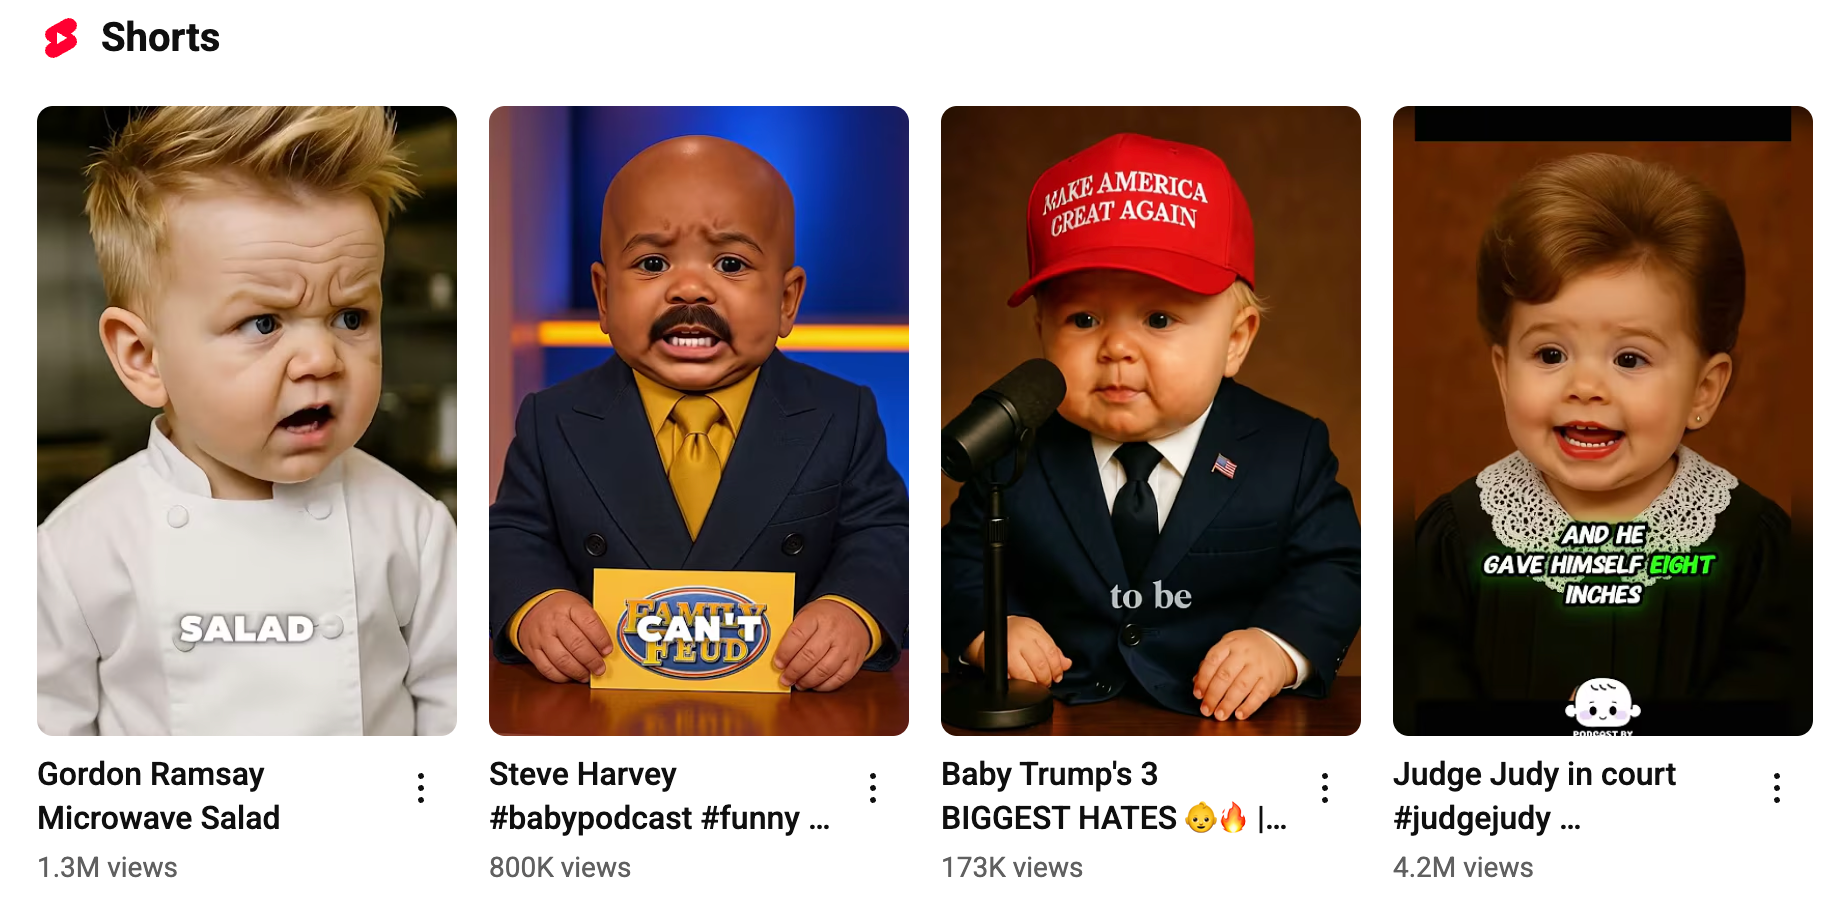 Shorts
MAKE AMERICA
GREAT AGAIN
SALAD
FAMILY
CAN'T
FEUD
to be
AND HE
GAVE HIMSELF EIGHT
INCHES
PODCAST BY
Gordon Ramsay
Microwave Salad
1.3M views
Steve Harvey
#babypodcast #funny ...
800K views
Baby Trump's 3
BIGGEST HATES 👶🔥 |...
173K views
Judge Judy in court
#judgejudy ...
4.2M views